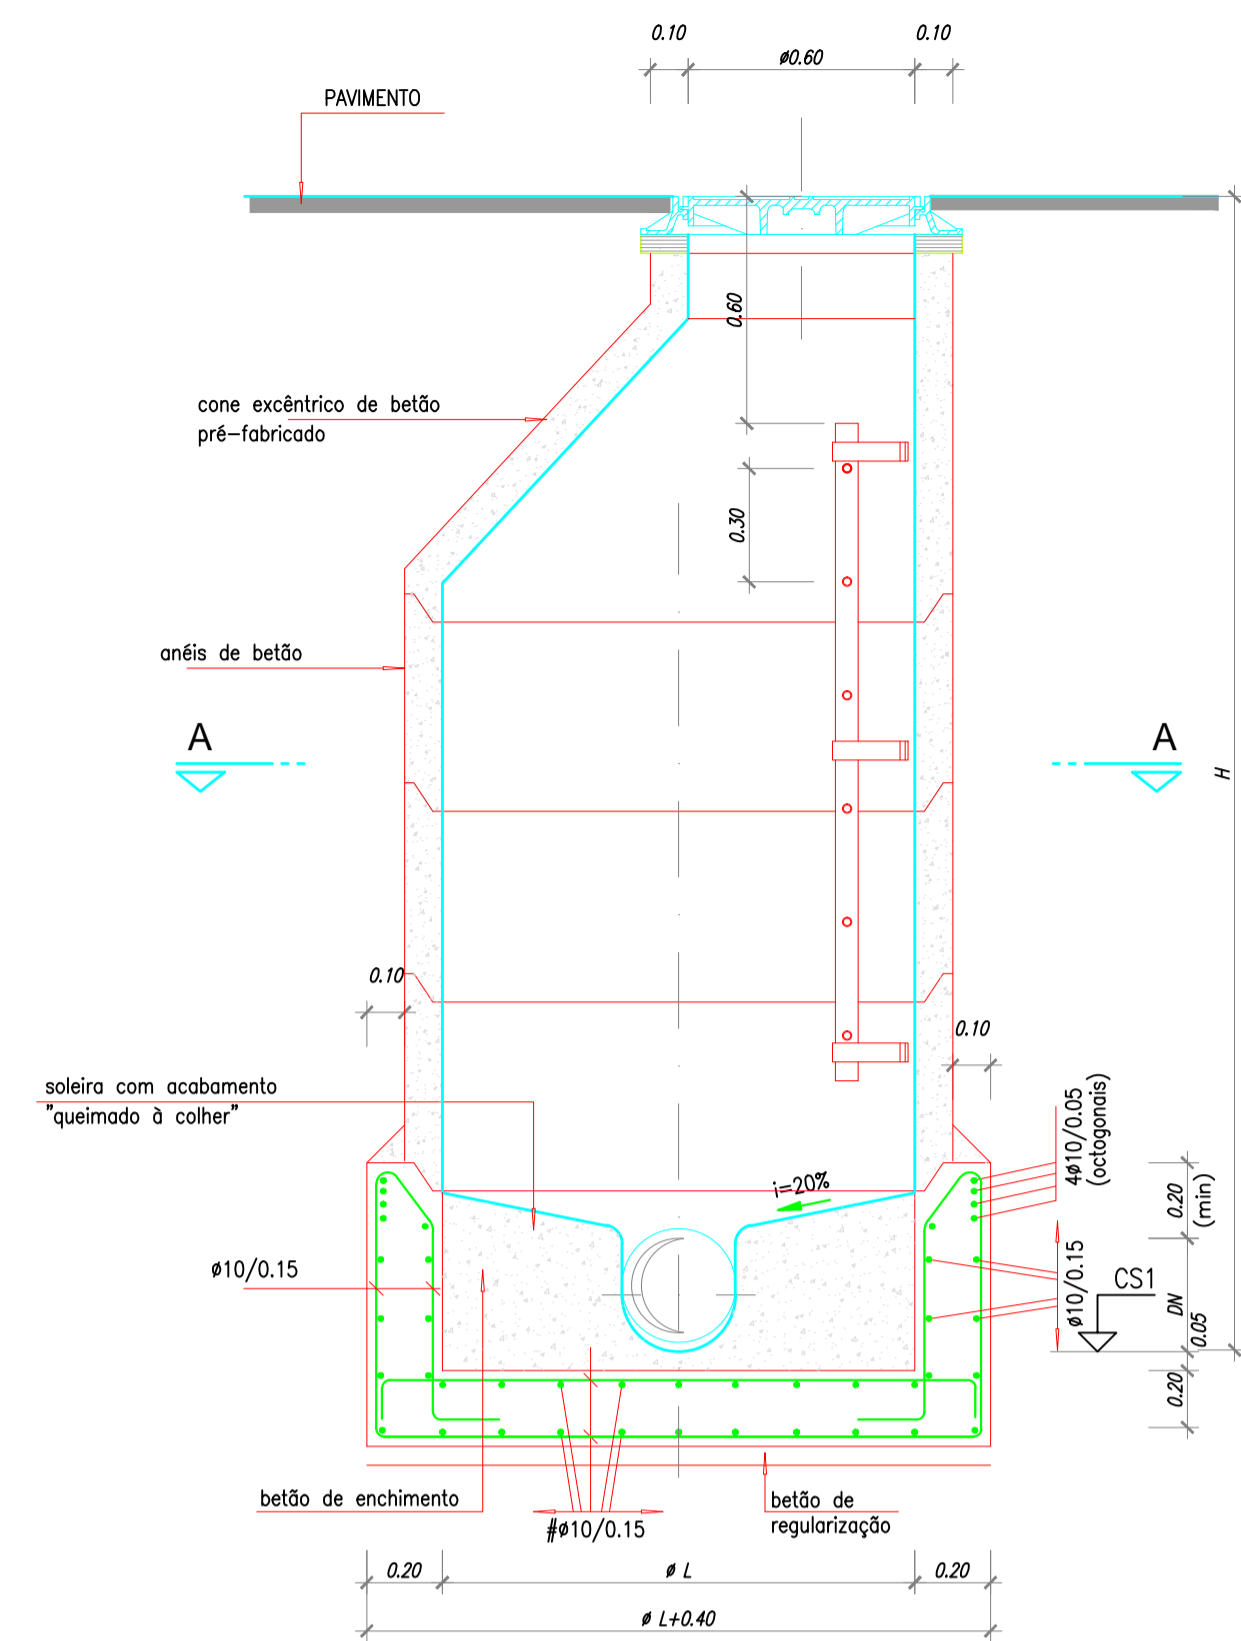 0.10
0.10
ø0.60
PAVIMENTO
0.60
cone excêntrico de betão
pré-fabricado
0.30
anéis de betão
A
A
H
0.10
0.10
soleira com acabamento
"queimado à colher"
4ø10/0.05
(octogonais)
i=20%
0.20
(min)
ø10/0.15
ø10/0.15
CS1
DN
0.05
0.20
betão de enchimento
betão de
regularização
#ø10/0.15
0.20
ø L
0.20
ø L+0.40